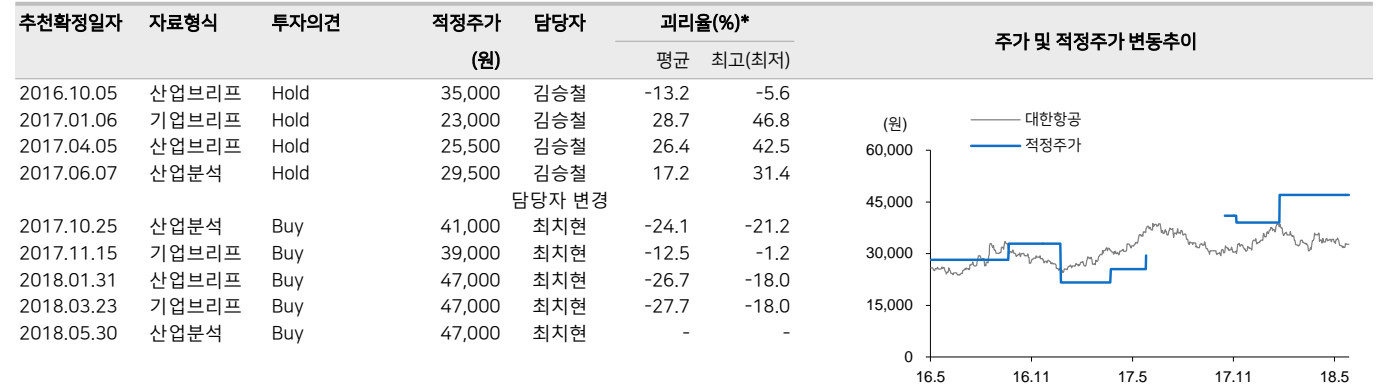 추천확정일자 자료형식 투자의견 적정주가 담당자 괴리율(%)*
(원) 평균 최고(최저)
2016.10.05 산업브리프 Hold 35,000 김승철 -13.2 -5.6
2017.01.06 기업브리프 Hold 23,000 김승철 28.7 46.8
2017.04.05 산업브리프 Hold 25,500 김승철 26.4 42.5
2017.06.07 산업분석 Hold 29,500 김승철 17.2 31.4
담당자 변경
2017.10.25 산업분석 Buy 41,000 최치현 -24.1 -21.2
2017.11.15 기업브리프 Buy 39,000 최치현 -12.5 -1.2
2018.01.31 산업브리프 Buy 47,000 최치현 -26.7 -18.0
2018.03.23 기업브리프 Buy 47,000 최치현 -27.7 -18.0
2018.05.30 산업분석 Buy 47,000 최치현 - -
주가 및 적정주가 변동추이
(원)
대한항공
적정주가
60,000
45,000
30,000
15,000
0
16.5 16.11 17.5 17.11 18.5